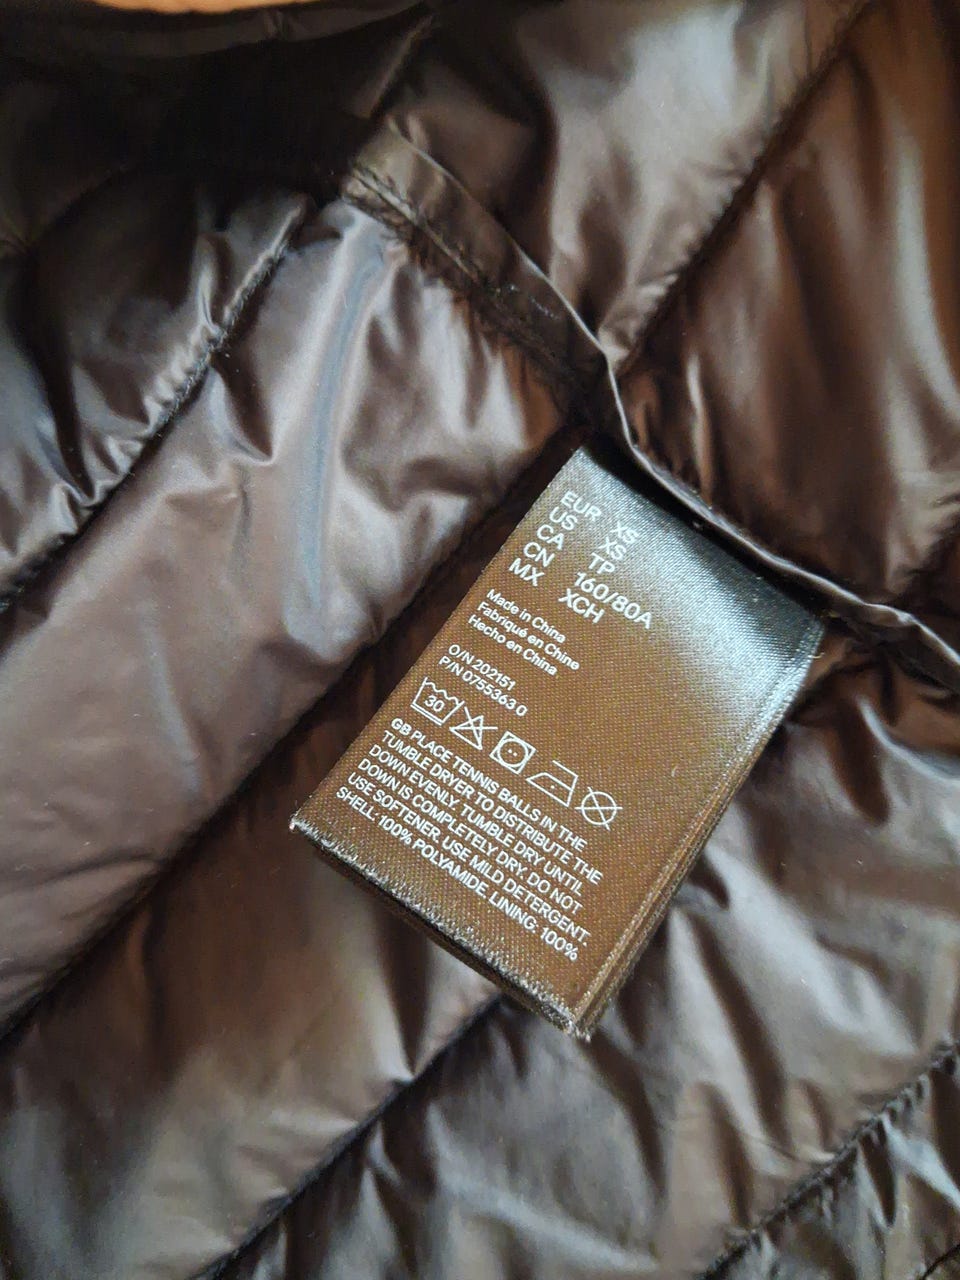 EUR XS
US XS
CA TP
CN 160/80A
MX XCH
Made in China
Fabriqué en Chine
Hecho en China
O/N 202151
P/N 0755363 0
30
GB PLACE TENNIS BALLS IN THE
TUMBLE DRYER TO DISTRIBUTE THE
DOWN EVENLY. TUMBLE DRY UNTIL
DOWN IS COMPLETELY DRY. DO NOT
USE SOFTENER. USE MILD DETERGENT.
SHELL: 100% POLYAMIDE. LINING: 100%